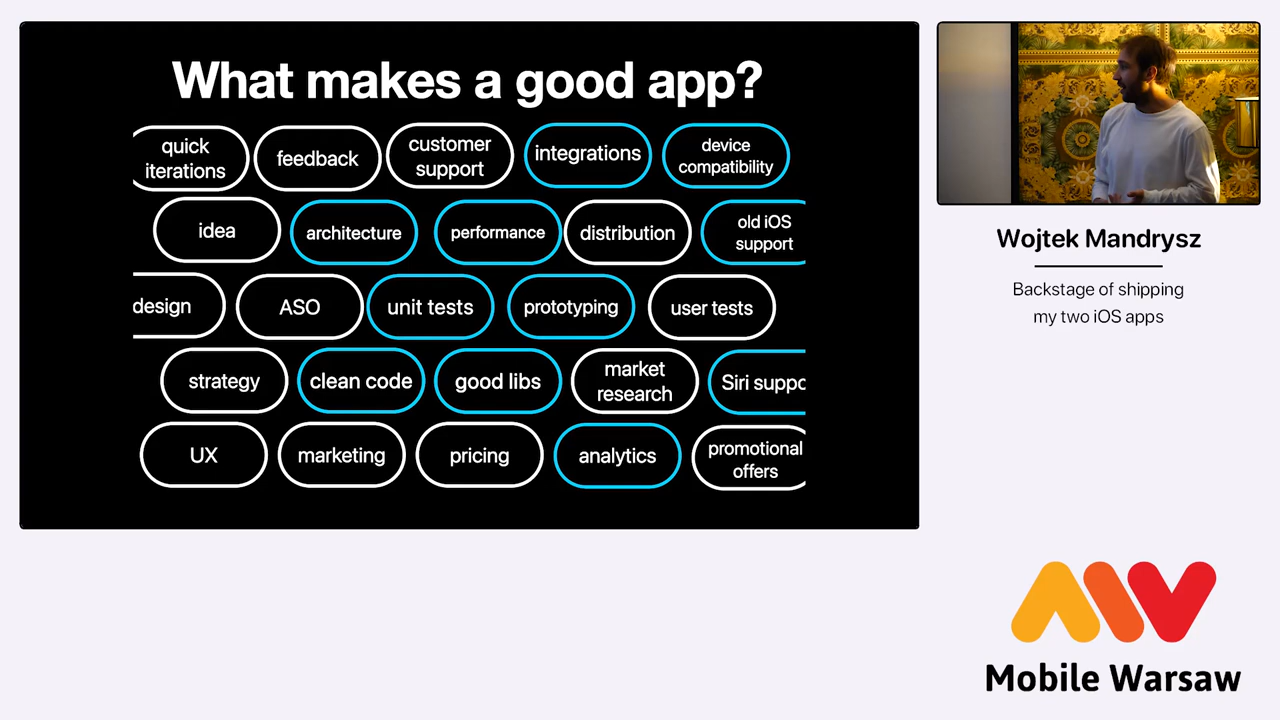 What makes a good app?
quick
iterations
feedback
customer
support
integrations
device
compatibility
idea
architecture
performance
distribution
old iOS
support
design
ASO
unit tests
prototyping
user tests
strategy
clean code
good libs
market
research
Siri suppo
UX
marketing
pricing
analytics
promotional
offers
Wojtek Mandrysz
Backstage of shipping
my two iOS apps
Mobile Warsaw